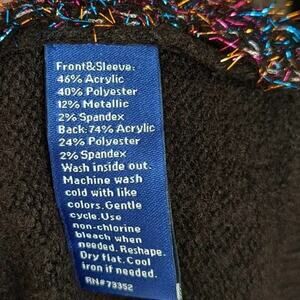 Front&Sleeve:
46% Acrylic
40% Polyester
12% Metallic
2% Spandex
Back: 74% Acrylic
24% Polyester
2% Spandex
Wash inside out.
Machine wash
cold with like
colors. Gentle
cycle. Use
non-chlorine
bleach when
needed. Reshape.
Dry flat. Cool
iron if needed.
RN# 73352